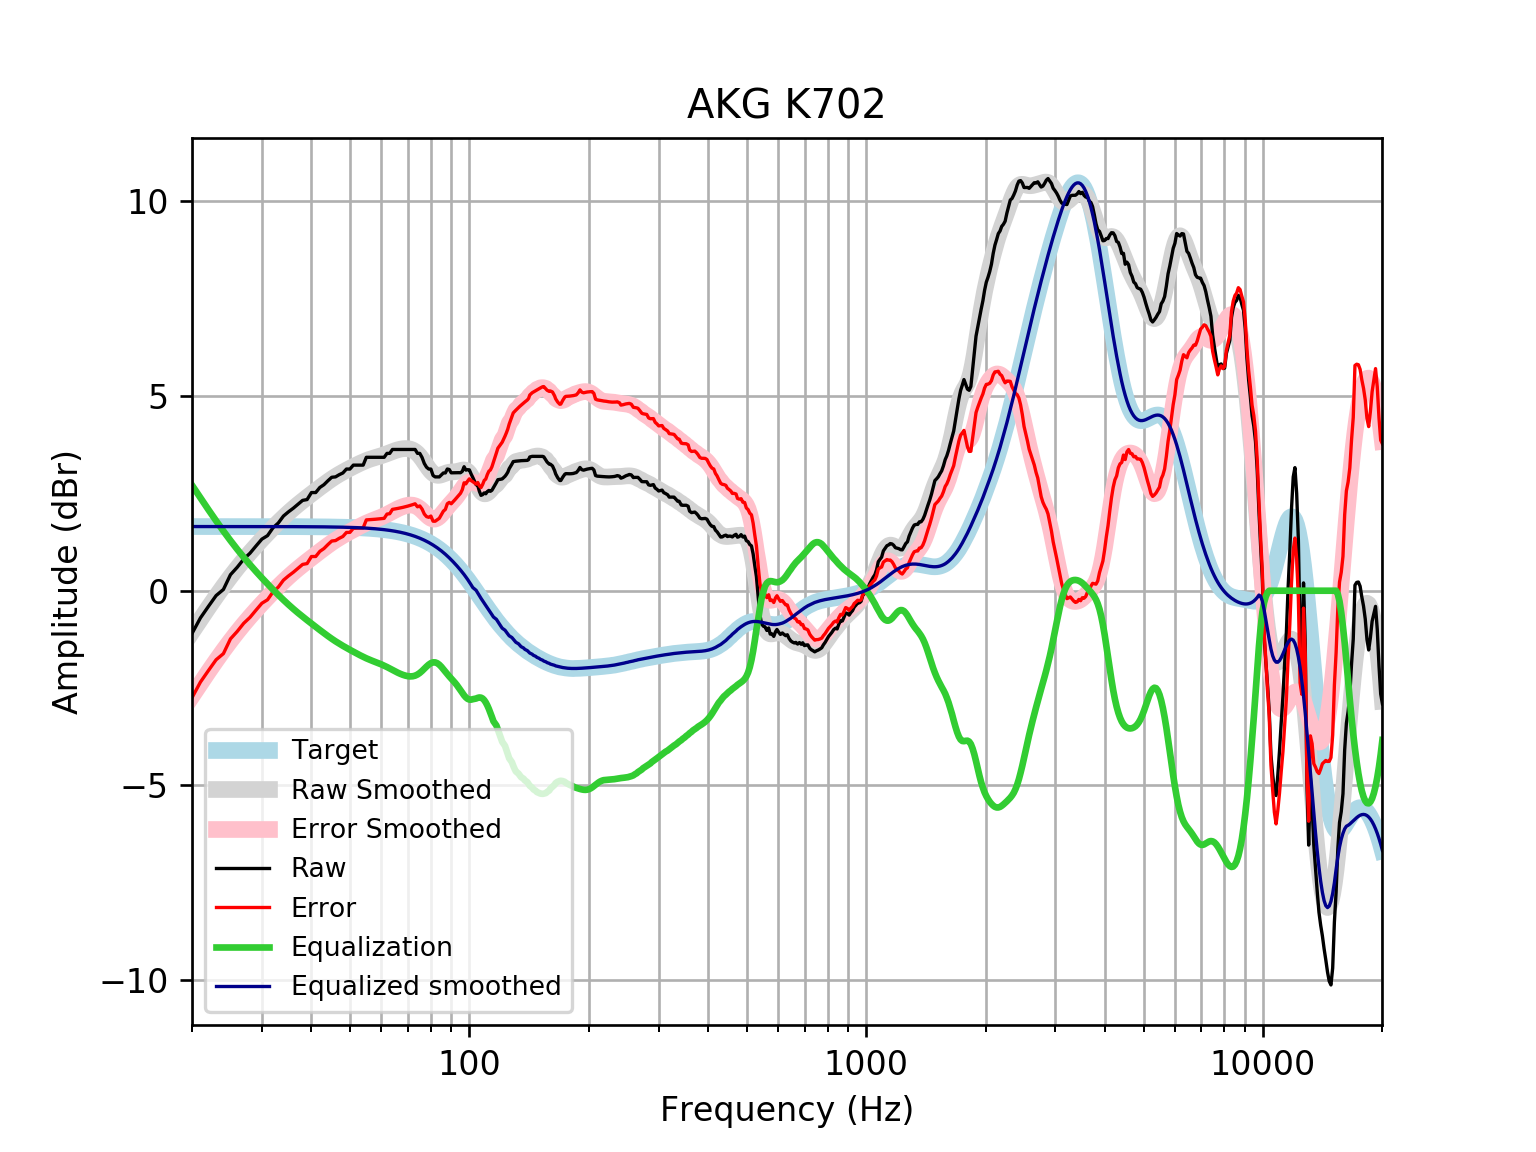 AKG K702
Amplitude (dBr)
10
5
0
−5
−10
Target
Raw Smoothed
Error Smoothed
Raw
Error
Equalization
Equalized smoothed
100
1000
10000
Frequency (Hz)